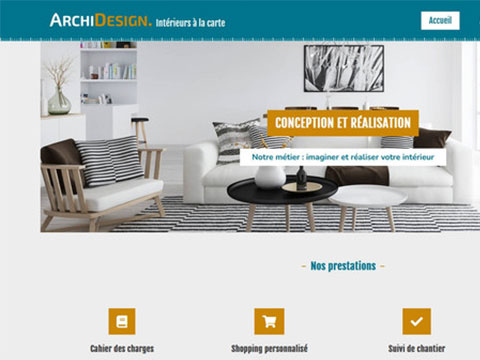 ARCHIDESIGN. Intérieurs à la carte
Accueil
CONCEPTION ET RÉALISATION
Notre métier : imaginer et réaliser votre intérieur
– Nos prestations –
Cahier des charges
Shopping personnalisé
Suivi de chantier